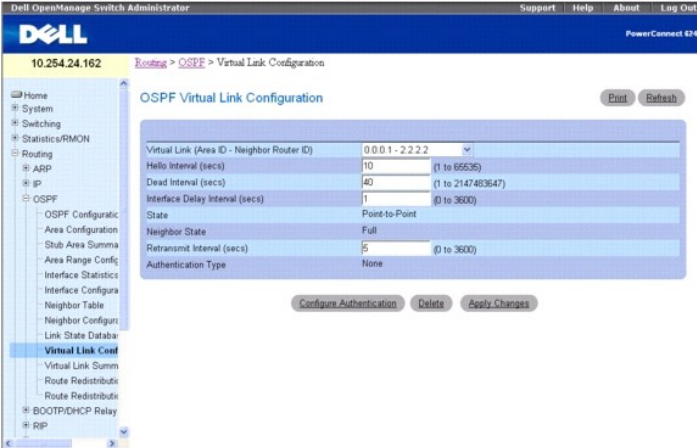 Dell OpenManage Switch Administrator
Support Help About Log Out
DELL
PowerConnect 624
10.254.24.162
Routing > OSPF > Virtual Link Configuration
Home
System
Switching
Statistics/RMON
Routing
ARP
IP
OSPF
OSPF Configuratic
Area Configuration
Stub Area Summa
Area Range Config
Interface Statistics
Interface Configura
Neighbor Table
Neighbor Configura
Link State Databas
Virtual Link Conf
Virtual Link Summ
Route Redistributic
Route Redistributic
BOOTP/DHCP Relay
RIP
OSPF Virtual Link Configuration
Print Refresh
Virtual Link (Area ID - Neighbor Router ID) 0.0.0.1 - 2.2.2.2
Hello Interval (secs) 10 (1 to 65535)
Dead Interval (secs) 40 (1 to 2147483647)
Interface Delay Interval (secs) 1 (0 to 3600)
State Point-to-Point
Neighbor State Full
Retransmit Interval (secs) 5 (0 to 3600)
Authentication Type None
Configure Authentication Delete Apply Changes